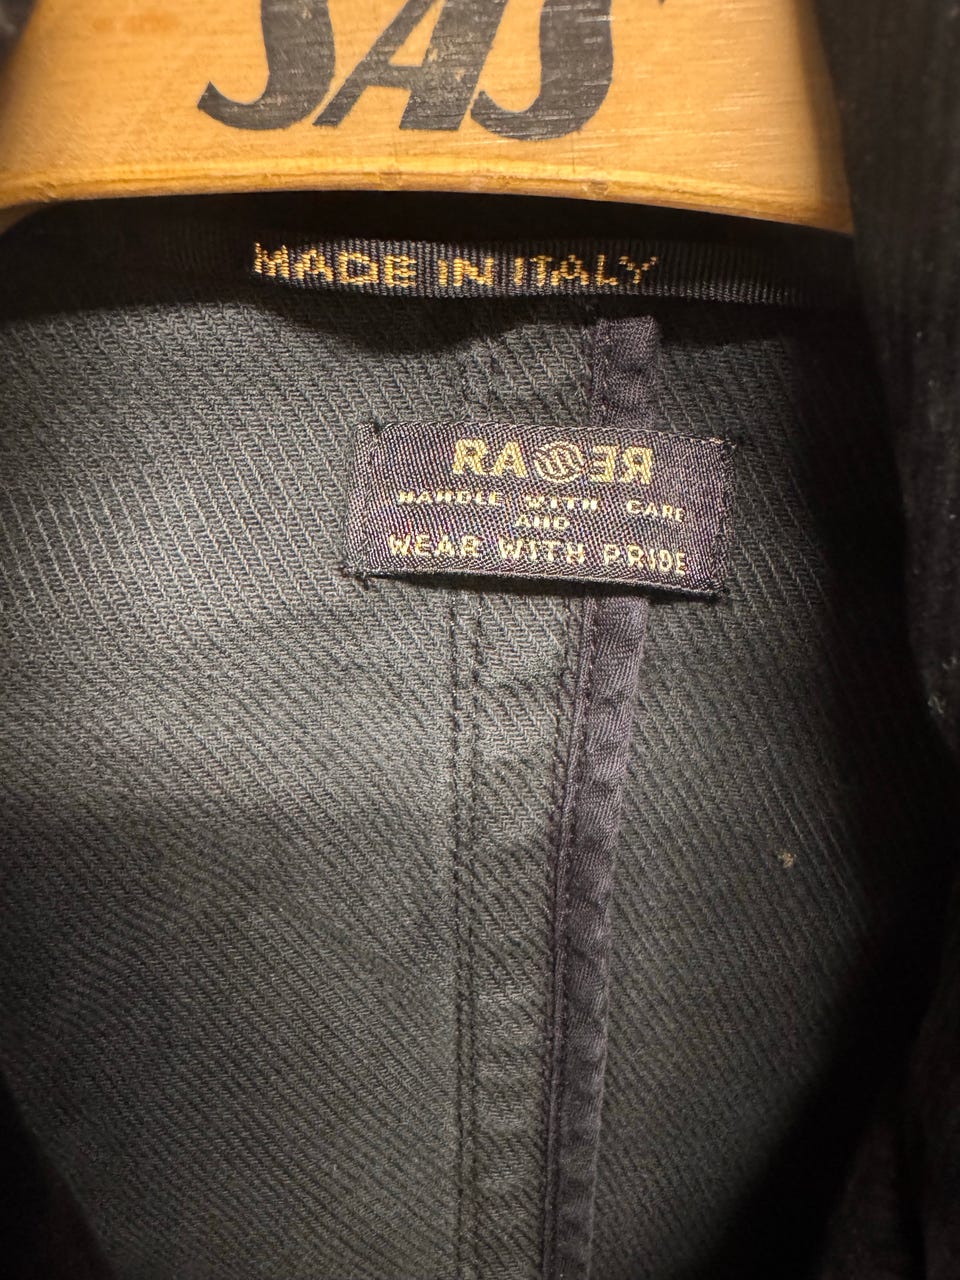 SAS
MADE IN ITALY
HANDLE WITH CARE
AND
WEAR WITH PRIDE